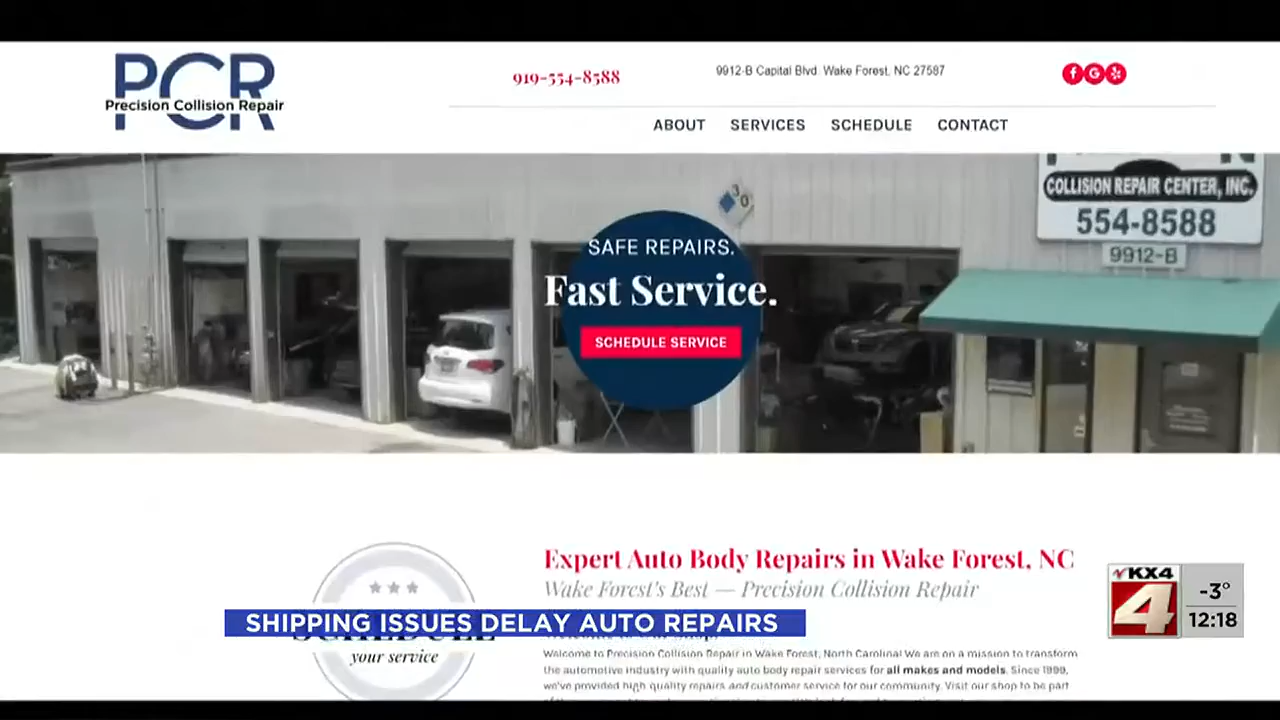 PCR
Precision Collision Repair
919-554-8588
9912-B Capital Blvd. Wake Forest, NC 27587
ABOUT SERVICES SCHEDULE CONTACT
30
COLLISION REPAIR CENTER, INC.
554-8588
9912-B
SAFE REPAIRS.
Fast Service.
SCHEDULE SERVICE
Expert Auto Body Repairs in Wake Forest, NC
Wake Forest's Best — Precision Collision Repair
SHIPPING ISSUES DELAY AUTO REPAIRS
your service
Welcome to Precision Collision Repair in Wake Forest, North Carolina! We are on a mission to transform
the automotive industry with quality auto body repair services for all makes and models. Since 1999,
we've provided high quality repairs and customer service for our community. Visit our shop to be part
KX4
4
-3°
12:18